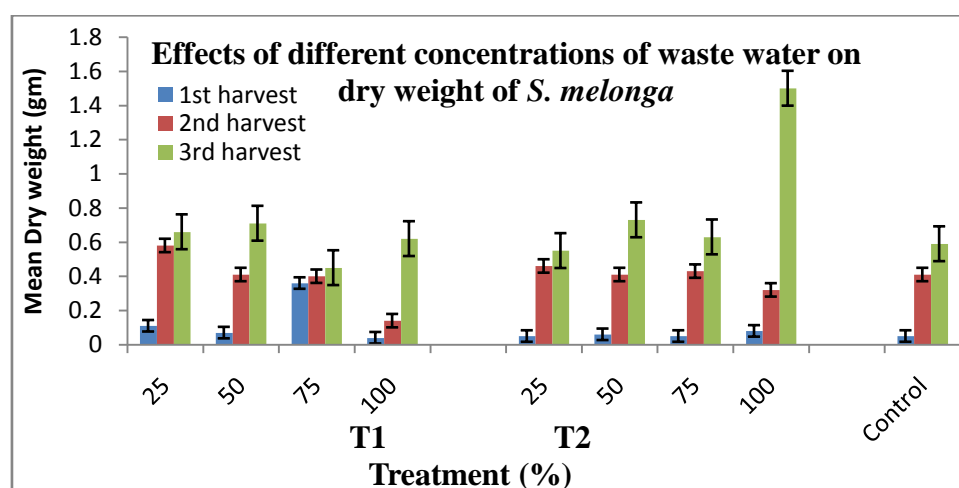 Effects of different concentrations of waste water on
dry weight of S. melonga
1st harvest
2nd harvest
3rd harvest
Mean Dry weight (gm)
1.8
1.6
1.4
1.2
1
0.8
0.6
0.4
0.2
0
25
50
75
100
25
50
75
100
Control
T1
T2
Treatment (%)